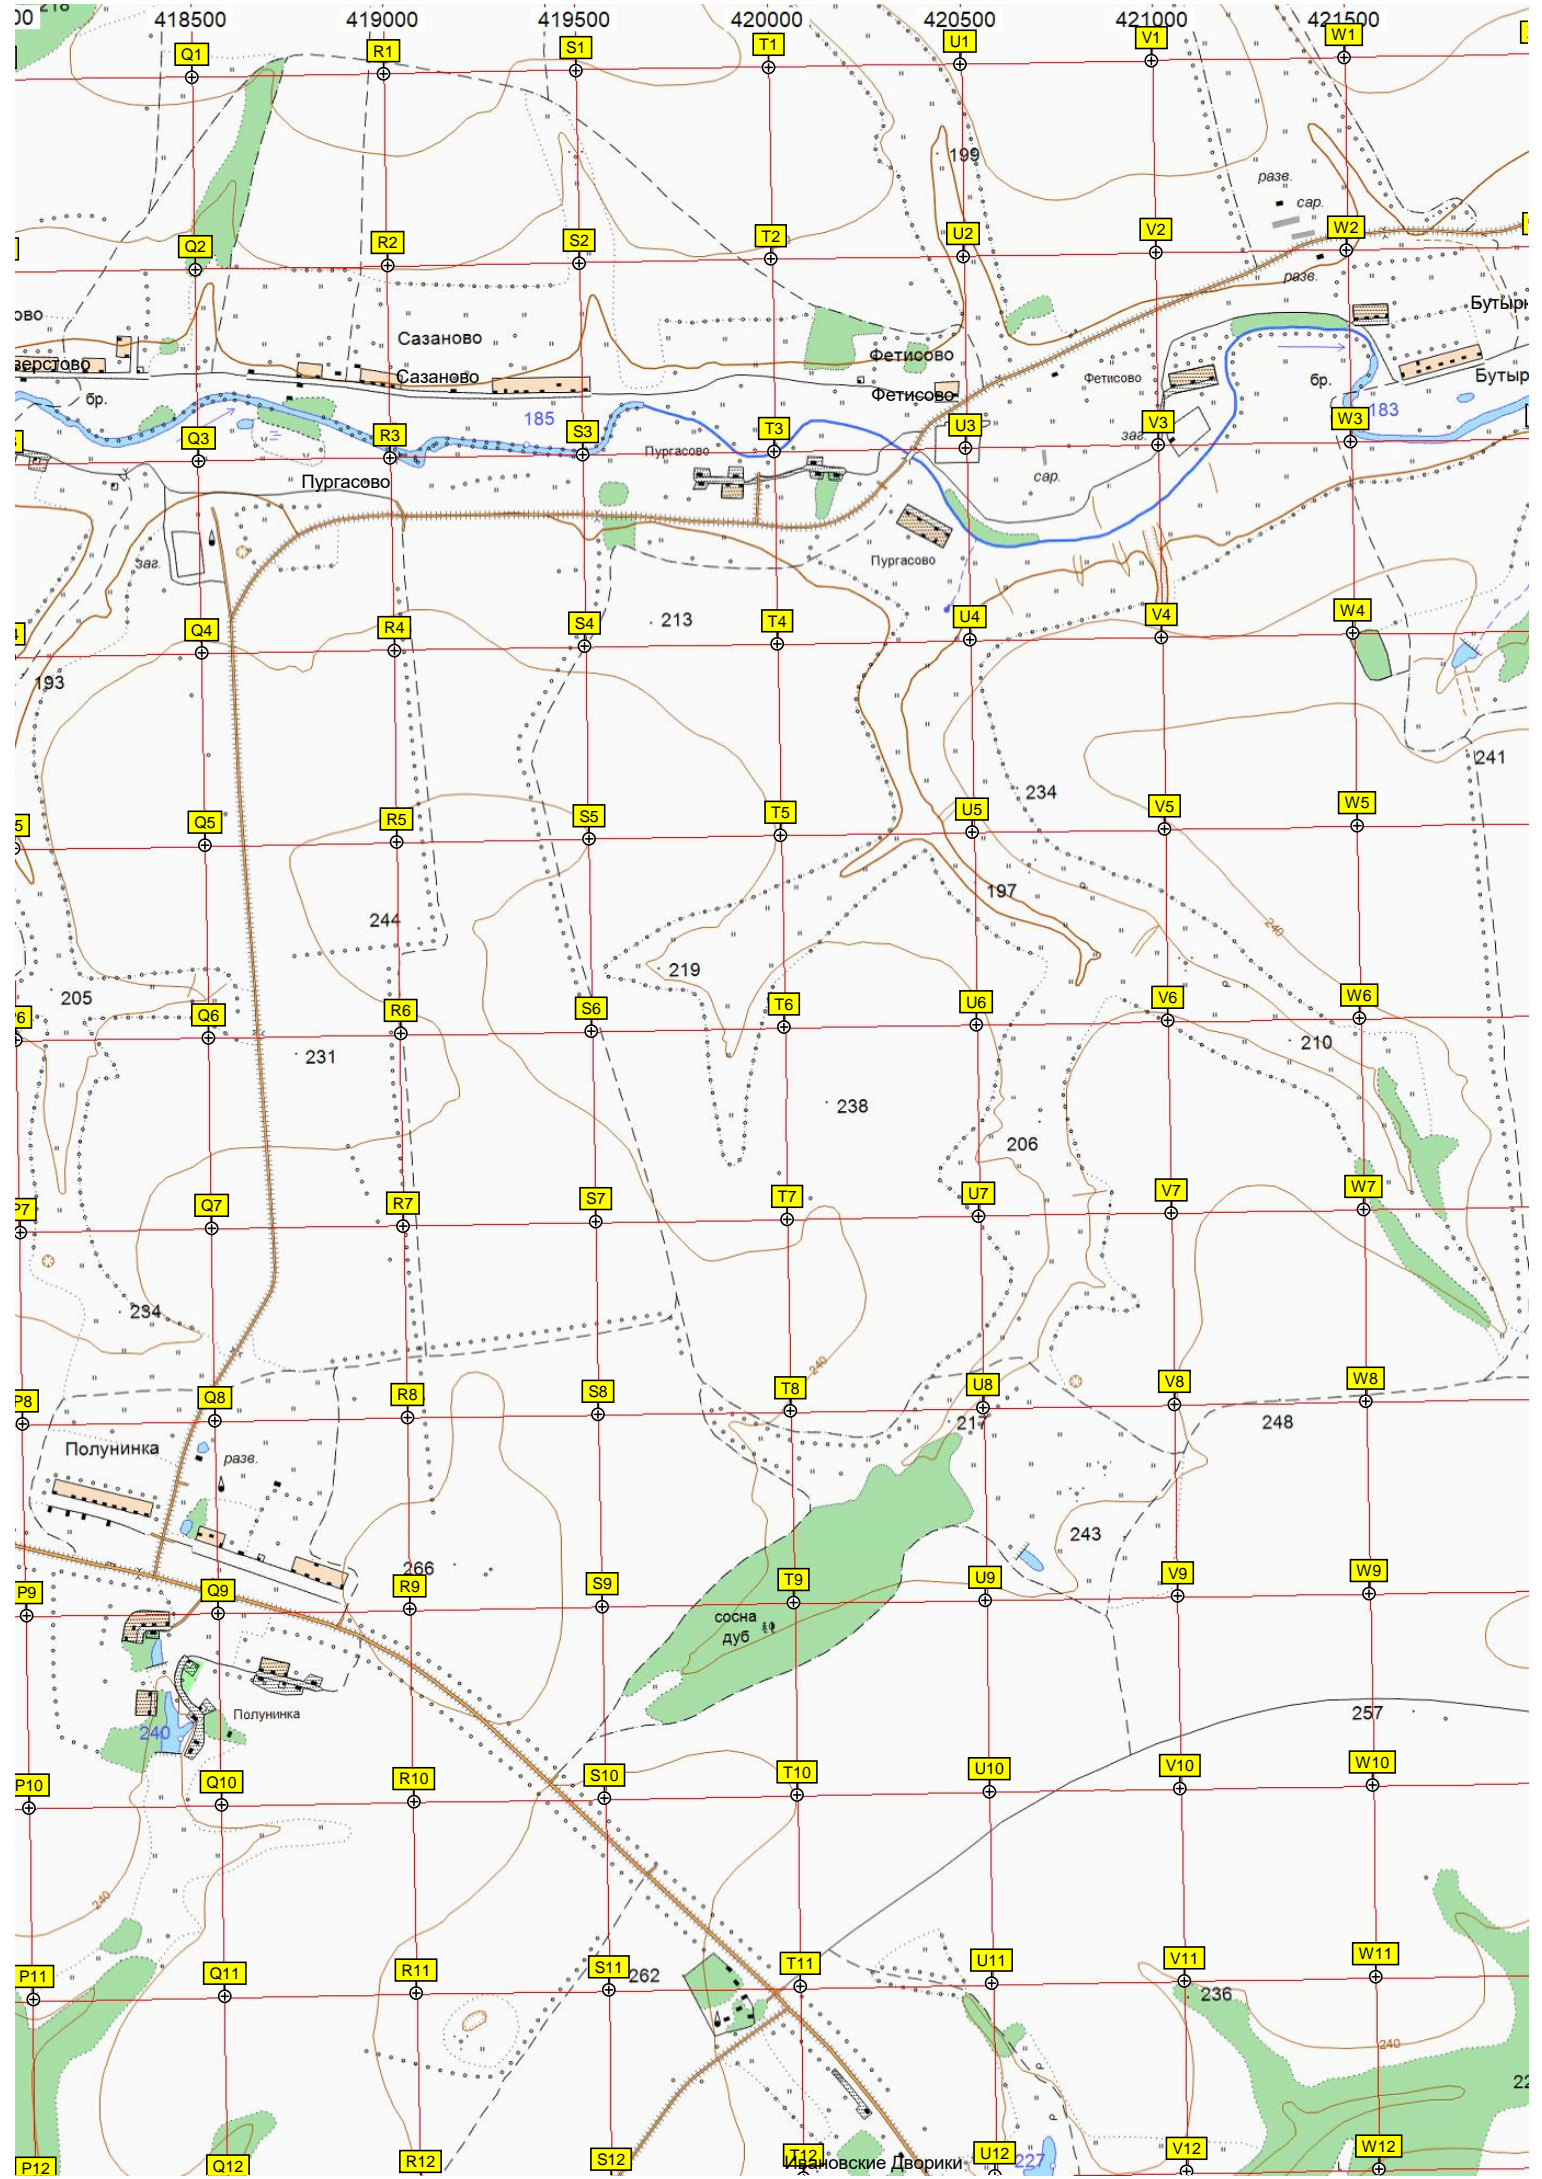 418500 419000 419500 420000 420500 421000 421500
218
Q1 R1 S1 T1 U1 V1 W1
199
разв.
сар.
Q2 R2 S2 T2 U2 V2 W2
разв.
Сазаново
Фетисово
Сазаново
Фетисово
Фетисово
бр.
бр.
185
183
Q3 R3 S3 T3 U3 V3 W3
Пургасово
заг.
сар.
Пургасово
Пургасово
заг.
213
Q4 R4 S4 T4 U4 V4 W4
193
241
234
Q5 R5 S5 T5 U5 V5 W5
197
244
240
219
205
Q6 R6 S6 T6 U6 V6 W6
231
210
238
206
P7 Q7 R7 S7 T7 U7 V7 W7
234
240
P8 Q8 R8 S8 T8 U8 V8 W8
217
248
Полунинка
разв.
243
266
P9 Q9 R9 S9 T9 U9 V9 W9
сосна
дуб
Полунинка
257
240
P10 Q10 R10 S10 T10 U10 V10 W10
240
P11 Q11 R11 S11 T11 U11 V11 W11
262
236
240
P12 Q12 R12 S12 T12 U12 V12 W12
Ивановские Дворики
227